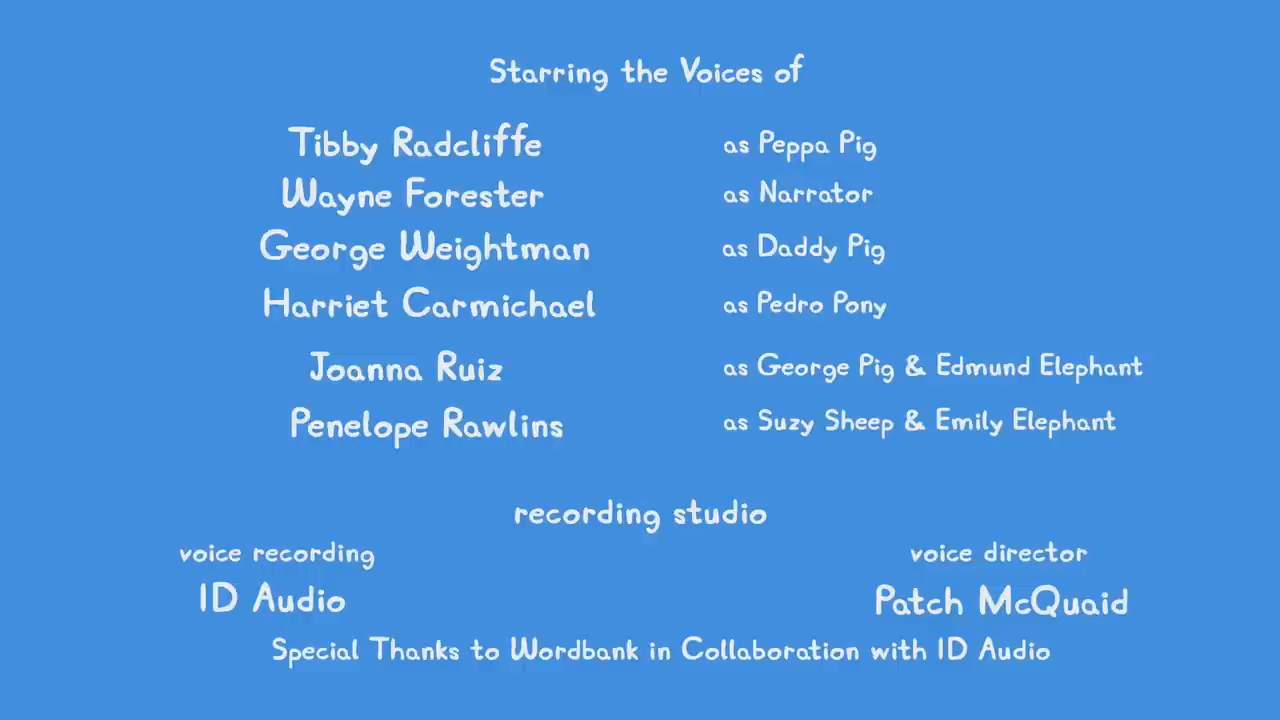 Starring the Voices of
Tibby Radcliffe as Peppa Pig
Wayne Forester as Narrator
George Weightman as Daddy Pig
Harriet Carmichael as Pedro Pony
Joanna Ruiz as George Pig & Edmund Elephant
Penelope Rawlins as Suzy Sheep & Emily Elephant
recording studio
voice recording voice director
ID Audio Patch McQuaid
Special Thanks to Wordbank in Collaboration with ID Audio